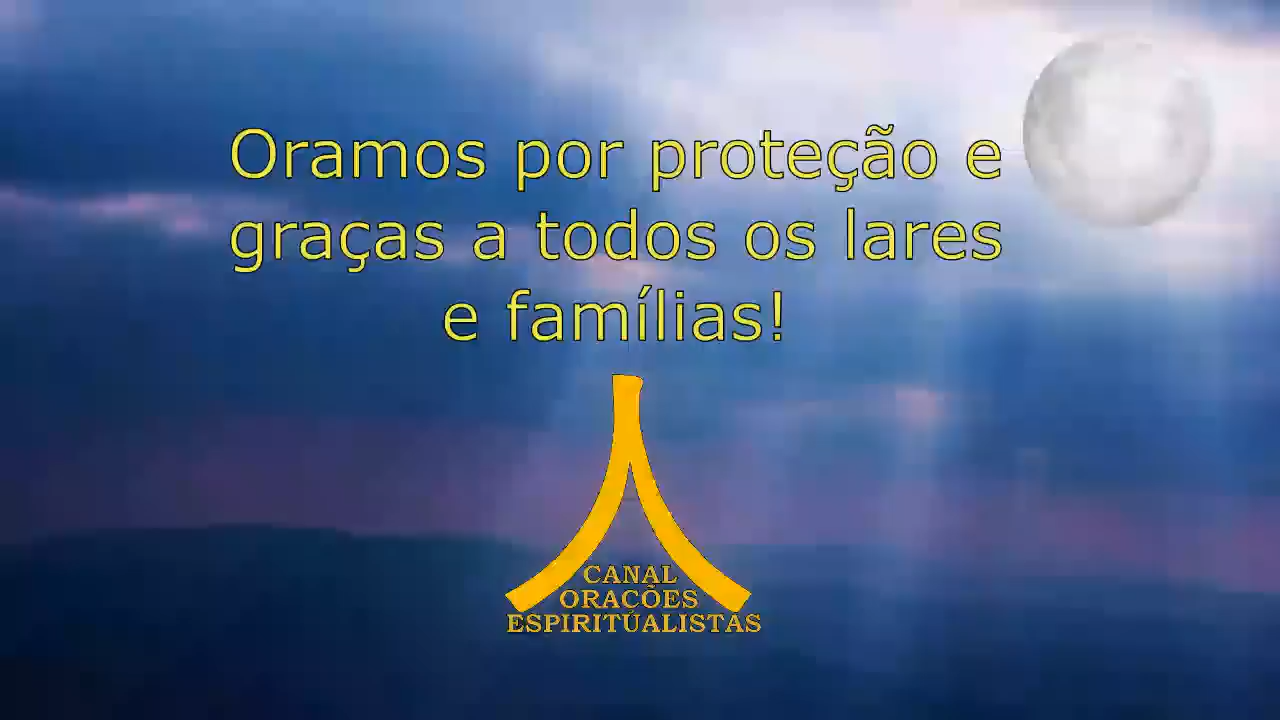 Oramos por proteção e
graças a todos os lares
e famílias!
CANAL
ORAÇÕES
ESPIRITUALISTAS